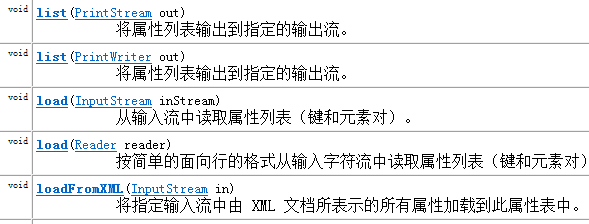 void list(PrintStream out)
将属性列表输出到指定的输出流。
void list(PrintWriter out)
将属性列表输出到指定的输出流。
void load(InputStream inStream)
从输入流中读取属性列表（键和元素对）。
void load(Reader reader)
按简单的面向行的格式从输入字符流中读取属性列表（键和元素对）
void loadFromXML(InputStream in)
将指定输入流中由 XML 文档所表示的所有属性加载到此属性表中。